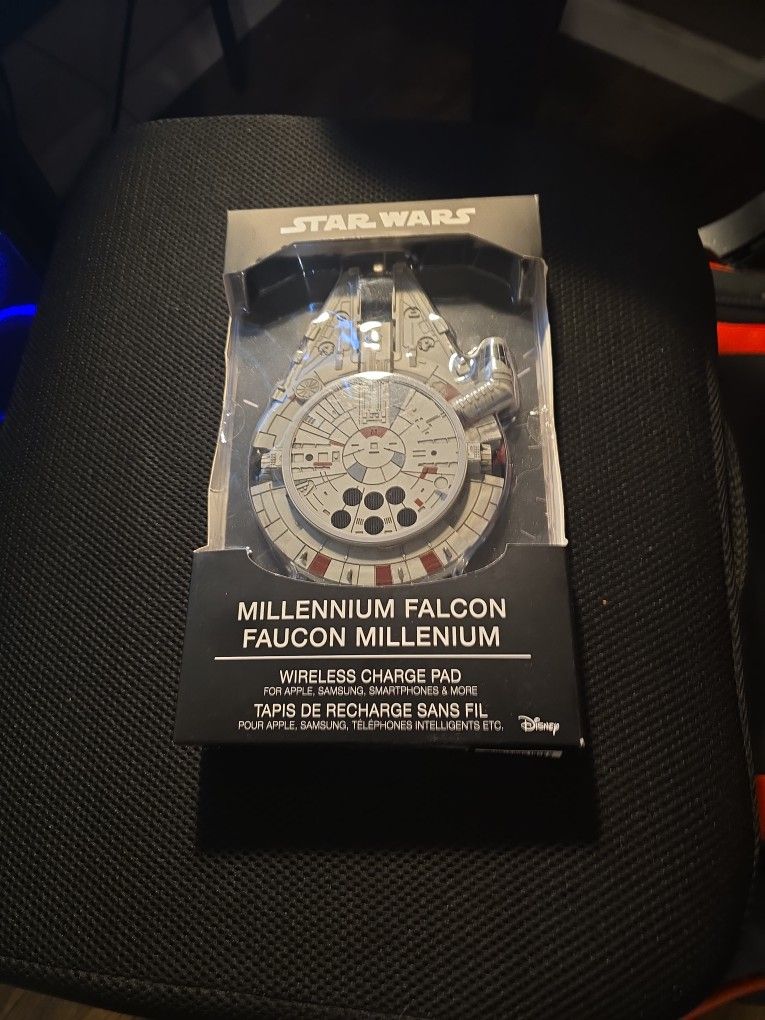 STAR WARS
MILLENNIUM FALCON
FAUCON MILLENIUM
WIRELESS CHARGE PAD
FOR APPLE, SAMSUNG, SMARTPHONES & MORE
TAPIS DE RECHARGE SANS FIL
POUR APPLE, SAMSUNG, TÉLÉPHONES INTELLIGENTS ETC.
Disney